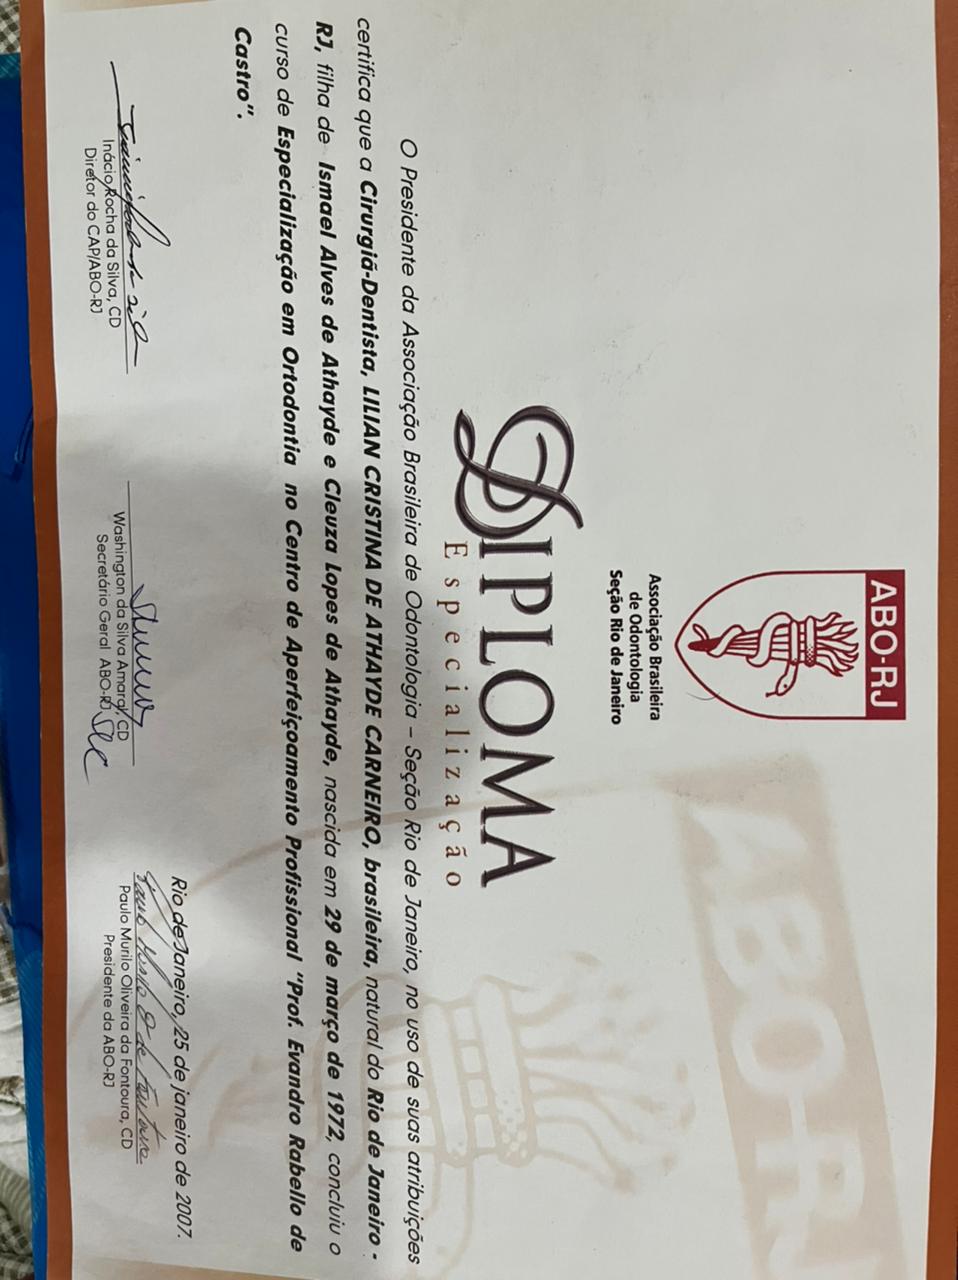 ABO-RJ
Associação Brasileira
de Odontologia
Seção Rio de Janeiro
DIPLOMA
Especialização
O Presidente da Associação Brasileira de Odontologia – Seção Rio de Janeiro, no uso de suas atribuições
certifica que a Cirurgiã-Dentista, LILIAN CRISTINA DE ATHAYDE CARNEIRO, brasileira, natural do Rio de Janeiro -
RJ, filha de Ismael Alves de Athayde e Cleuza Lopes de Athayde, nascida em 29 de março de 1972, concluiu o
curso de Especialização em Ortodontia no Centro de Aperfeiçoamento Profissional "Prof. Evandro Rabello de
Castro".
Rio de Janeiro, 25 de janeiro de 2007.
Inácio Rocha da Silva, CD
Diretor do CAP/ABO-RJ
Washington da Silva Amaral, CD
Secretário Geral ABO-RJ
Paulo Murilo Oliveira da Fontoura, CD
Presidente da ABO-RJ
ABO-RJ